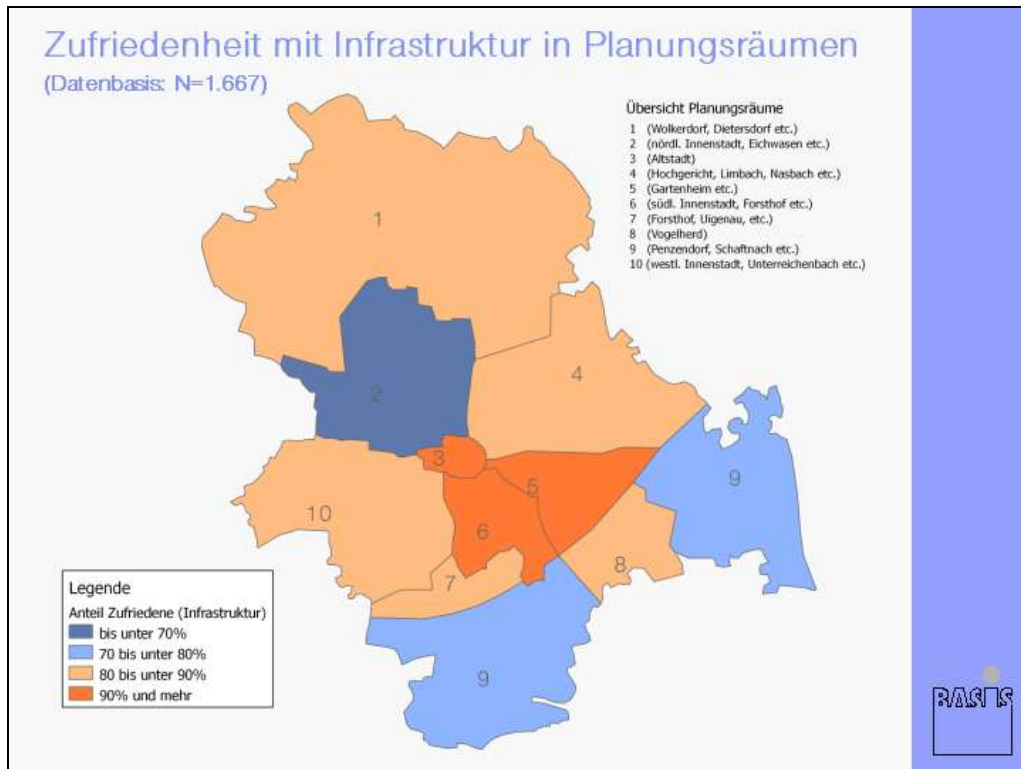 Zufriedenheit mit Infrastruktur in Planungsräumen
(Datenbasis: N=1.667)
Übersicht Planungsräume
1 (Wolkerdorf, Dietersdorf etc.)
2 (nördl. Innenstadt, Eichwasen etc.)
3 (Altstadt)
4 (Hochgericht, Limbach, Nasbach etc.)
5 (Gartenheim etc.)
6 (südl. Innenstadt, Forsthof etc.)
7 (Forsthof, Uigenau, etc.)
8 (Vogelherd)
9 (Penzendorf, Schaftnach etc.)
10 (westl. Innenstadt, Unterreichenbach etc.)
1
4
2
3
9
5
10
6
8
7
9
Legende
Anteil Zufriedene (Infrastruktur)
bis unter 70%
70 bis unter 80%
80 bis unter 90%
90% und mehr
BASIS